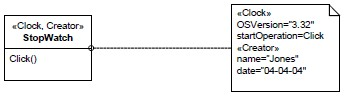 «Clock, Creator»
StopWatch
Click()
«Clock»
OSVersion="3.32"
startOperation=Click
«Creator»
name="Jones"
date="04-04-04"